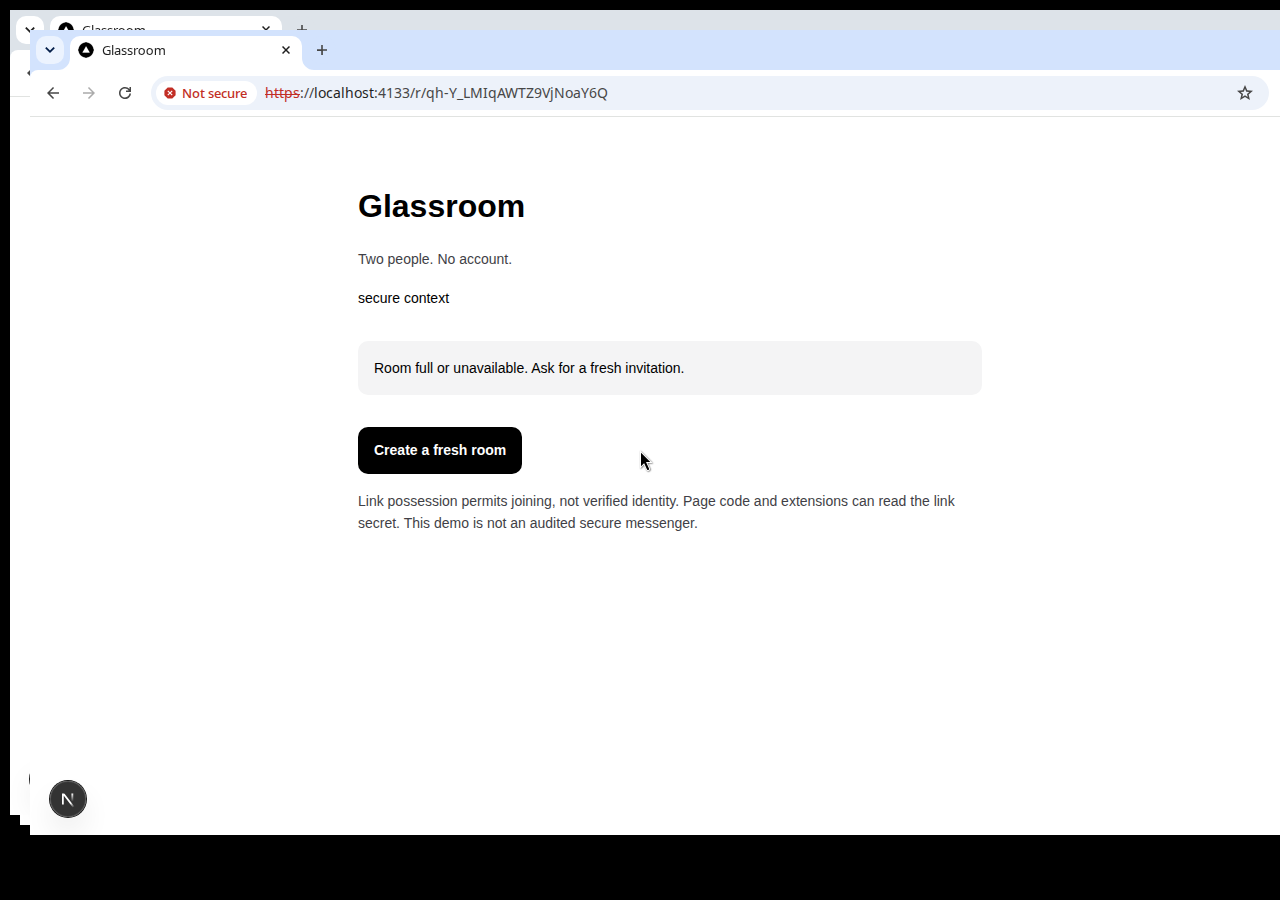 Glassroom
Glassroom
Not secure https://localhost:4133/r/qh-Y_LMIqAWTZ9VjNoaY6Q
Glassroom
Two people. No account.
secure context
Room full or unavailable. Ask for a fresh invitation.
Create a fresh room
Link possession permits joining, not verified identity. Page code and extensions can read the link
secret. This demo is not an audited secure messenger.
N